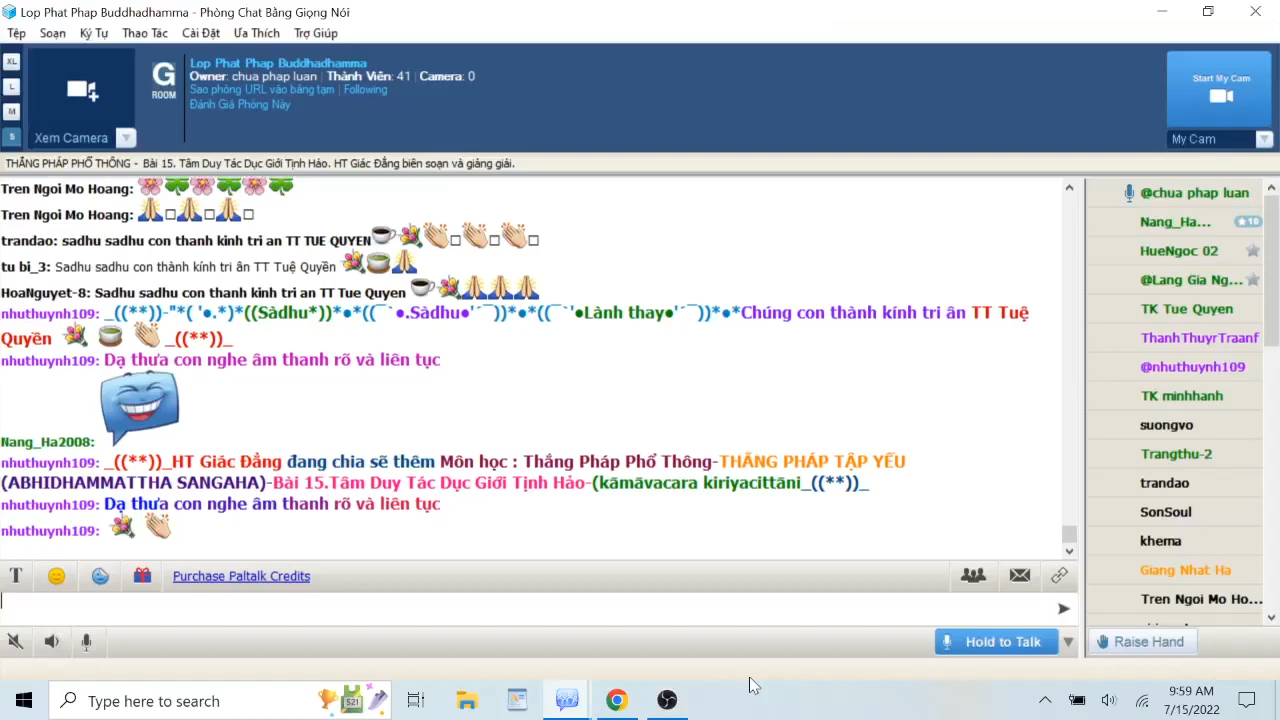 Lop Phat Phap Buddhadhamma - Phòng Chat Bằng Giọng Nói
Tệp Soạn Ký Tự Thao Tác Cài Đặt Ưa Thích Trợ Giúp
XL
L
M
S
Xem Camera
G
ROOM
Lop Phat Phap Buddhadhamma
Owner: chua phap luan | Thành Viên: 41 | Camera: 0
Sao phòng URL vào bảng tạm | Following
Đánh Giá Phòng Này
Start My Cam
My Cam
THẮNG PHÁP PHỔ THÔNG - Bài 15. Tâm Duy Tác Dục Giới Tịnh Hảo. HT Giác Đẳng biên soạn và giảng giải.
Tren Ngoi Mo Hoang:
Tren Ngoi Mo Hoang:
trandao: sadhu sadhu con thanh kinh tri an TT TUE QUYEN
tu bi_3: Sadhu sadhu con thành kính tri ân TT Tuệ Quyền
HoaNguyet-8: Sadhu sadhu con thanh kinh tri an TT Tue Quyen
nhuthuynh109: _((**))-"*( '●.*)*((Sàdhu*))*●*((¯`'●.Sàdhu●'´¯))*●*((¯`'●Lành thay●'´¯))*●*Chúng con thành kính tri ân TT Tuệ
Quyền _((**))_
nhuthuynh109: Dạ thưa con nghe âm thanh rõ và liên tục
Nang_Ha2008:
nhuthuynh109: _((**))_HT Giác Đẳng đang chia sẽ thêm Môn học : Thắng Pháp Phổ Thông-THẮNG PHÁP TẬP YẾU
(ABHIDHAMMATTHA SANGAHA)-Bài 15.Tâm Duy Tác Dục Giới Tịnh Hảo-(kāmāvacara kiriyacittāni_((**))_
nhuthuynh109: Dạ thưa con nghe âm thanh rõ và liên tục
nhuthuynh109:
@chua phap luan
Nang_Ha... 10
HueNgoc 02
@Lang Gia Ng...
TK Tue Quyen
ThanhThuyrTraanf
@nhuthuynh109
TK minhhanh
suongvo
Trangthu-2
trandao
SonSoul
khema
Giang Nhat Ha
Tren Ngoi Mo Ho...
T Purchase Paltalk Credits
Hold to Talk
Raise Hand
Type here to search
521
9:59 AM
7/15/2022